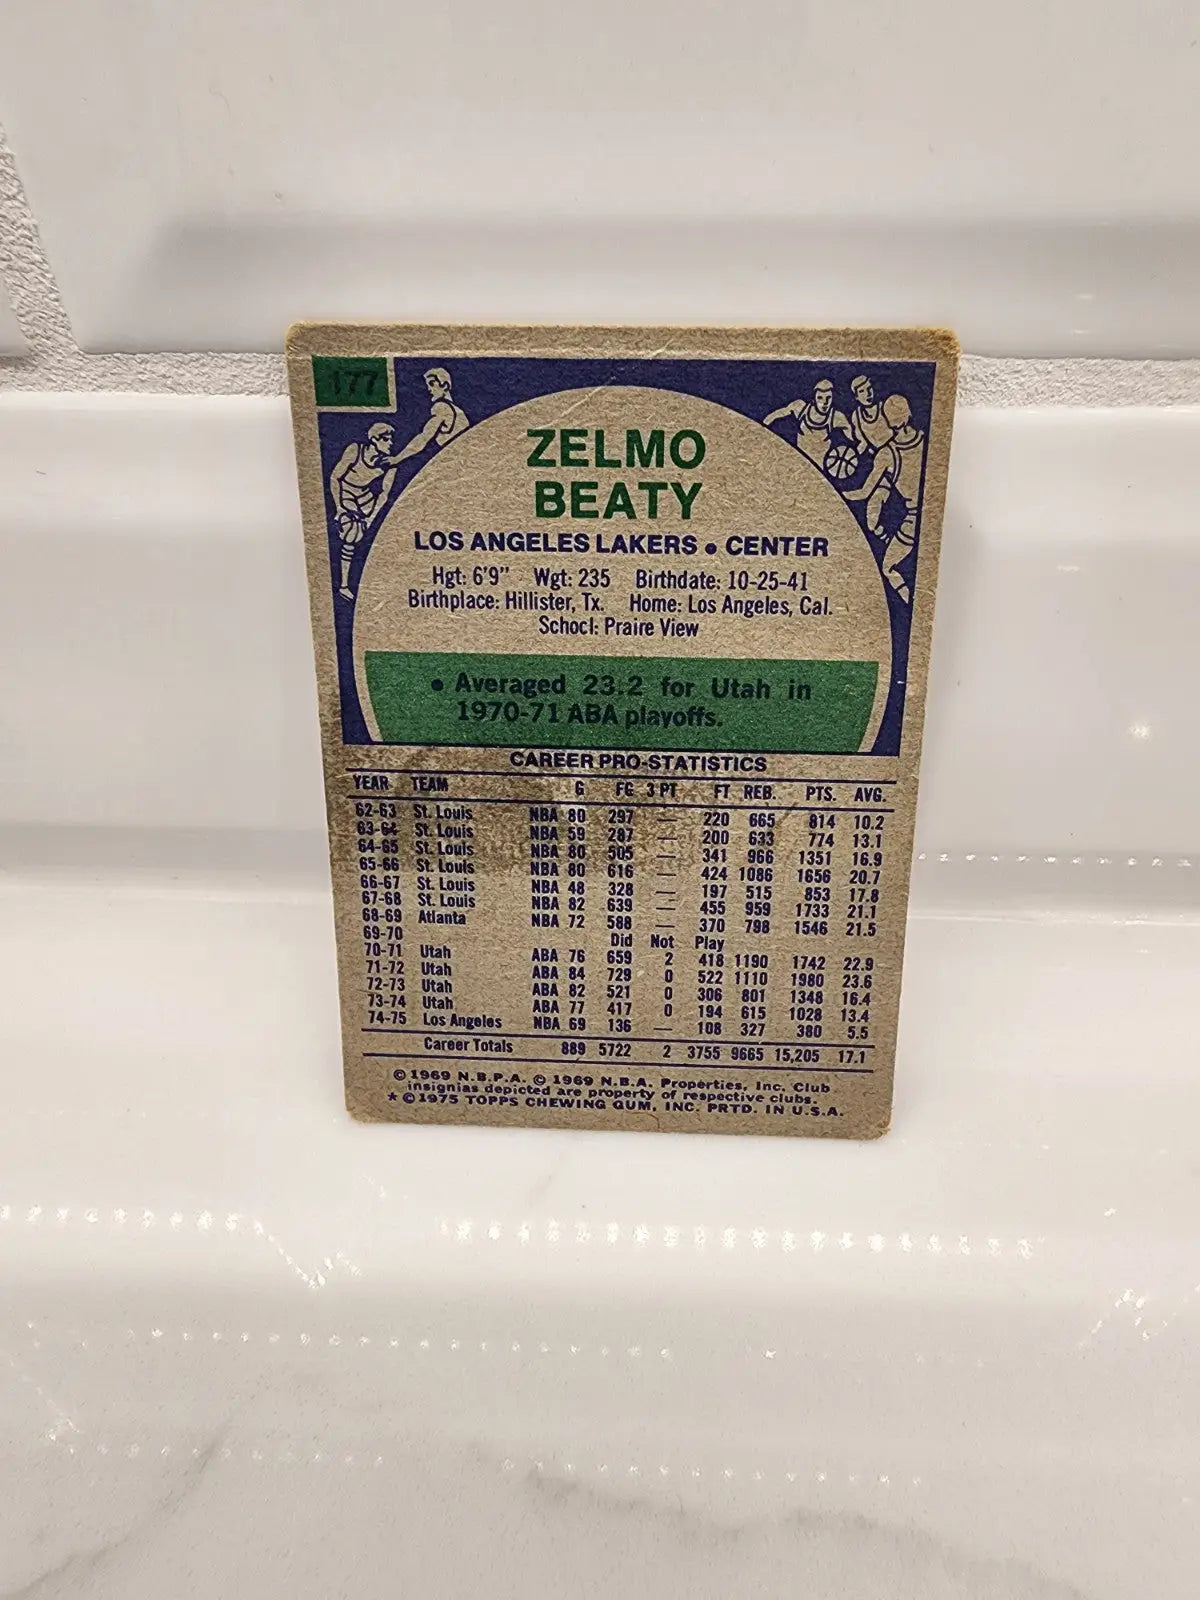 177
ZELMO
BEATY
LOS ANGELES LAKERS • CENTER
Hgt: 6'9" Wgt: 235 Birthdate: 10-25-41
Birthplace: Hillister, Tx. Home: Los Angeles, Cal.
School: Praire View
• Averaged 23.2 for Utah in
1970-71 ABA playoffs.
CAREER PRO-STATISTICS
YEAR TEAM G FG 3 PT FT REB. PTS. AVG.
62-63 St. Louis NBA 80 297 — 220 665 814 10.2
63-64 St. Louis NBA 59 287 — 200 633 774 13.1
64-65 St. Louis NBA 80 505 — 341 966 1351 16.9
65-66 St. Louis NBA 80 616 — 424 1086 1656 20.7
66-67 St. Louis NBA 48 328 — 197 515 853 17.8
67-68 St. Louis NBA 82 639 — 455 959 1733 21.1
68-69 Atlanta NBA 72 588 — 370 798 1546 21.5
69-70 Did Not Play
70-71 Utah ABA 76 659 2 418 1190 1742 22.9
71-72 Utah ABA 84 729 0 522 1110 1980 23.6
72-73 Utah ABA 82 521 0 306 801 1348 16.4
73-74 Utah ABA 77 417 0 194 615 1028 13.4
74-75 Los Angeles NBA 69 136 — 108 327 380 5.5
Career Totals 889 5722 2 3755 9665 15,205 17.1
© 1969 N.B.P.A. © 1969 N.B.A. Properties, Inc. Club
insignias depicted are property of respective clubs.
★ © 1975 TOPPS CHEWING GUM, INC. PRTD. IN U.S.A.